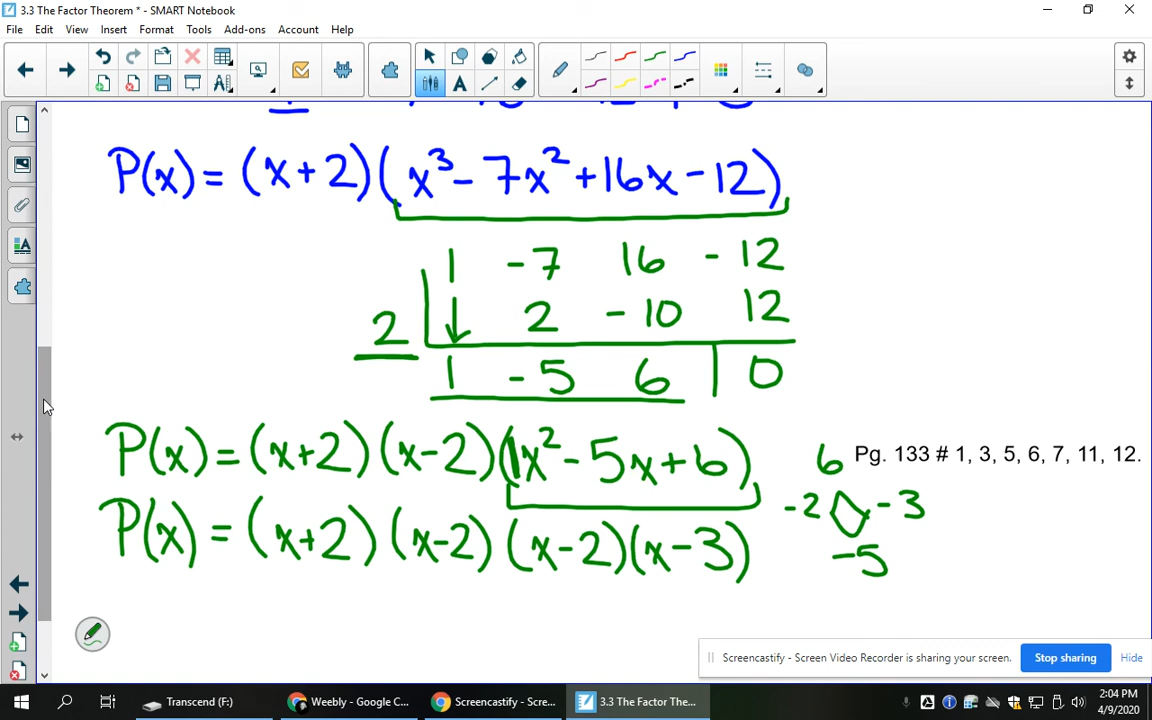 3.3 The Factor Theorem * - SMART Notebook
File Edit View Insert Format Tools Add-ons Account Help
P(x) = (x+2)(x³ - 7x² + 16x - 12)
1 -7 16 -12
2 2 -10 12
1 -5 6 0
P(x) = (x+2)(x-2)(1x² - 5x + 6)
6
Pg. 133 # 1, 3, 5, 6, 7, 11, 12.
-2 -3
-5
P(x) = (x+2)(x-2)(x-2)(x-3)
Screencastify - Screen Video Recorder is sharing your screen.
Stop sharing
Hide
Transcend (F:)
Weebly - Google C...
Screencastify - Scre...
3.3 The Factor The...
2:04 PM
4/9/2020